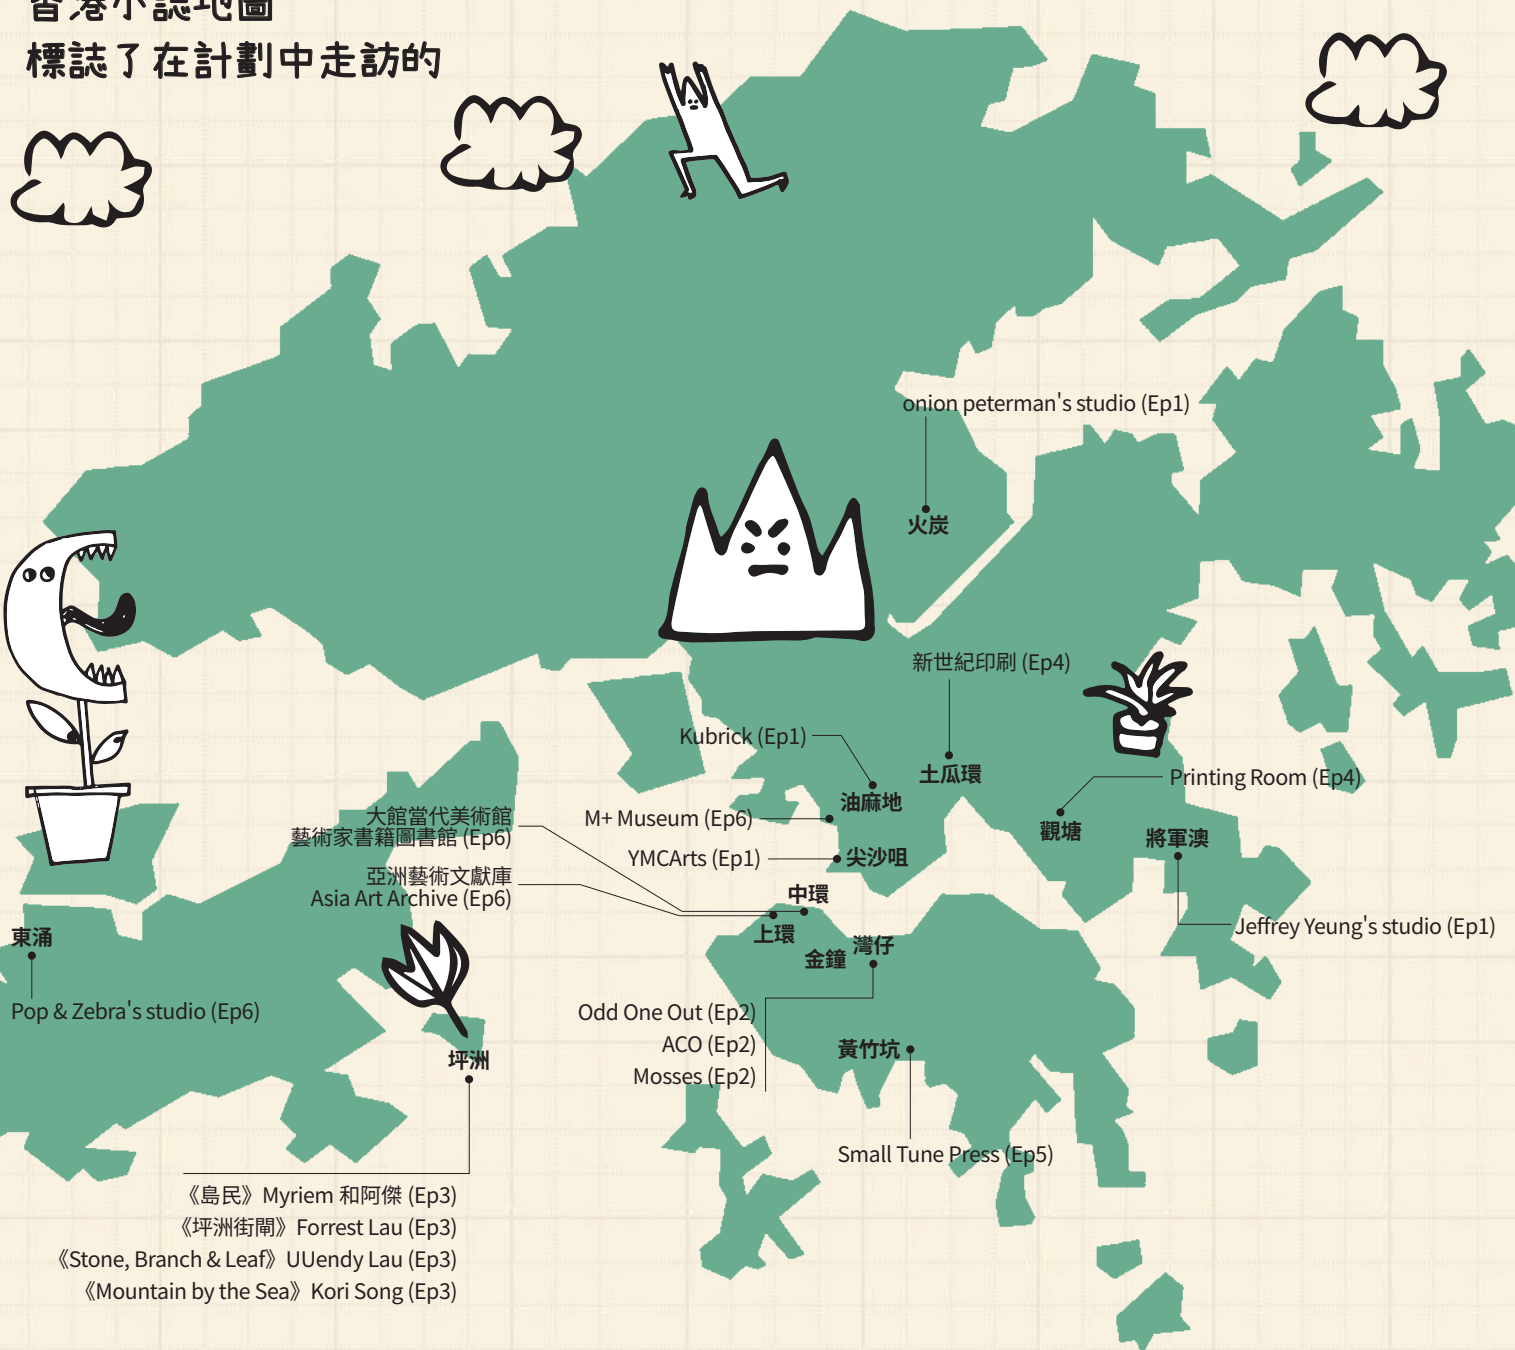 香港小誌地圖
標誌了在計劃中走訪的
onion peterman's studio (Ep1)
火炭
新世紀印刷 (Ep4)
Kubrick (Ep1)
土瓜環
油麻地
Printing Room (Ep4)
觀塘
將軍澳
Jeffrey Yeung's studio (Ep1)
M+ Museum (Ep6)
YMCArts (Ep1)
尖沙咀
大館當代美術館
藝術家書籍圖書館 (Ep6)
亞洲藝術文獻庫
Asia Art Archive (Ep6)
中環
上環
金鐘
灣仔
東涌
Pop & Zebra's studio (Ep6)
Odd One Out (Ep2)
ACO (Ep2)
Mosses (Ep2)
黃竹坑
Small Tune Press (Ep5)
坪洲
《島民》Myriem 和阿傑 (Ep3)
《坪洲街閘》Forrest Lau (Ep3)
《Stone, Branch & Leaf》UUendy Lau (Ep3)
《Mountain by the Sea》Kori Song (Ep3)